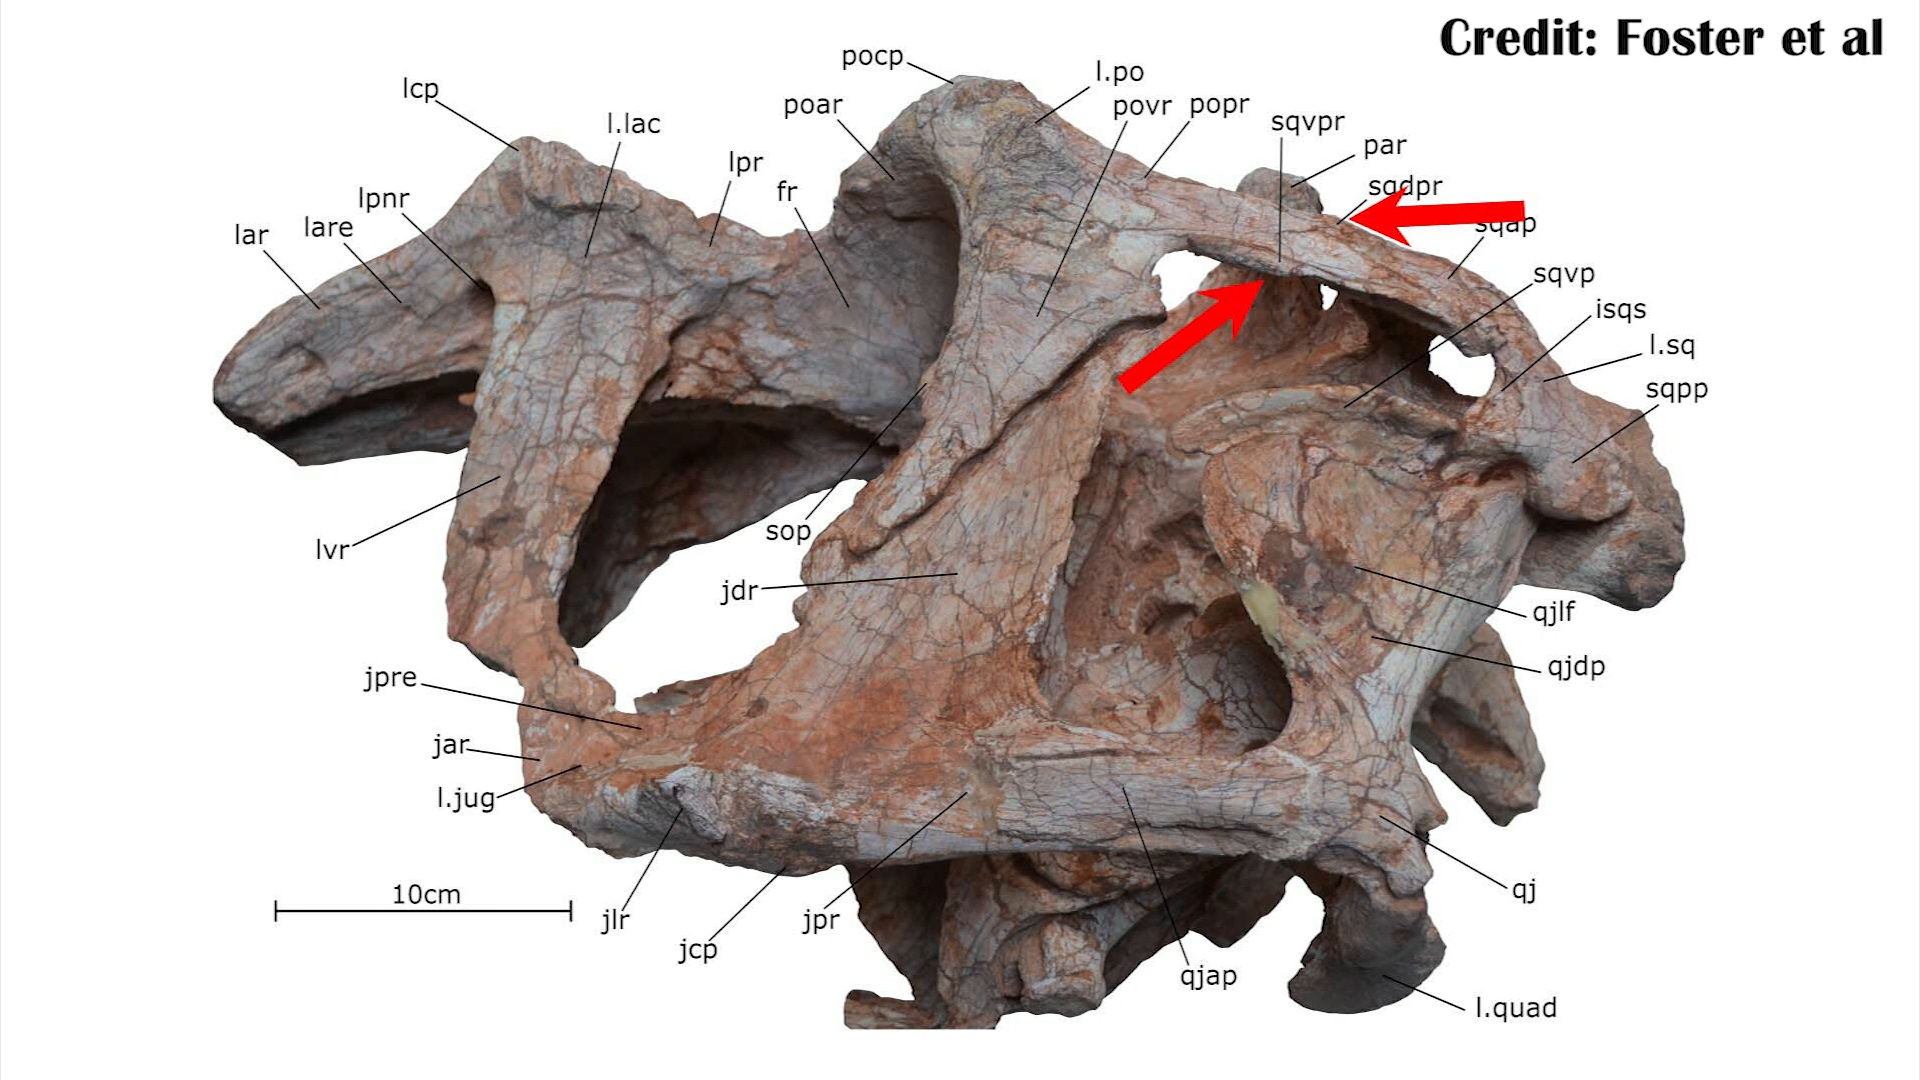 Credit: Foster et al
pocp
l.po
lcp
poar
povr
popr
l.lac
sqvpr
par
lpr
fr
sqdpr
lpnr
lare
lar
sqap
sqvp
isqs
l.sq
sqpp
sop
lvr
jdr
qjlf
qjdp
jpre
jar
l.jug
10cm
qj
jlr
jpr
jcp
qjap
l.quad